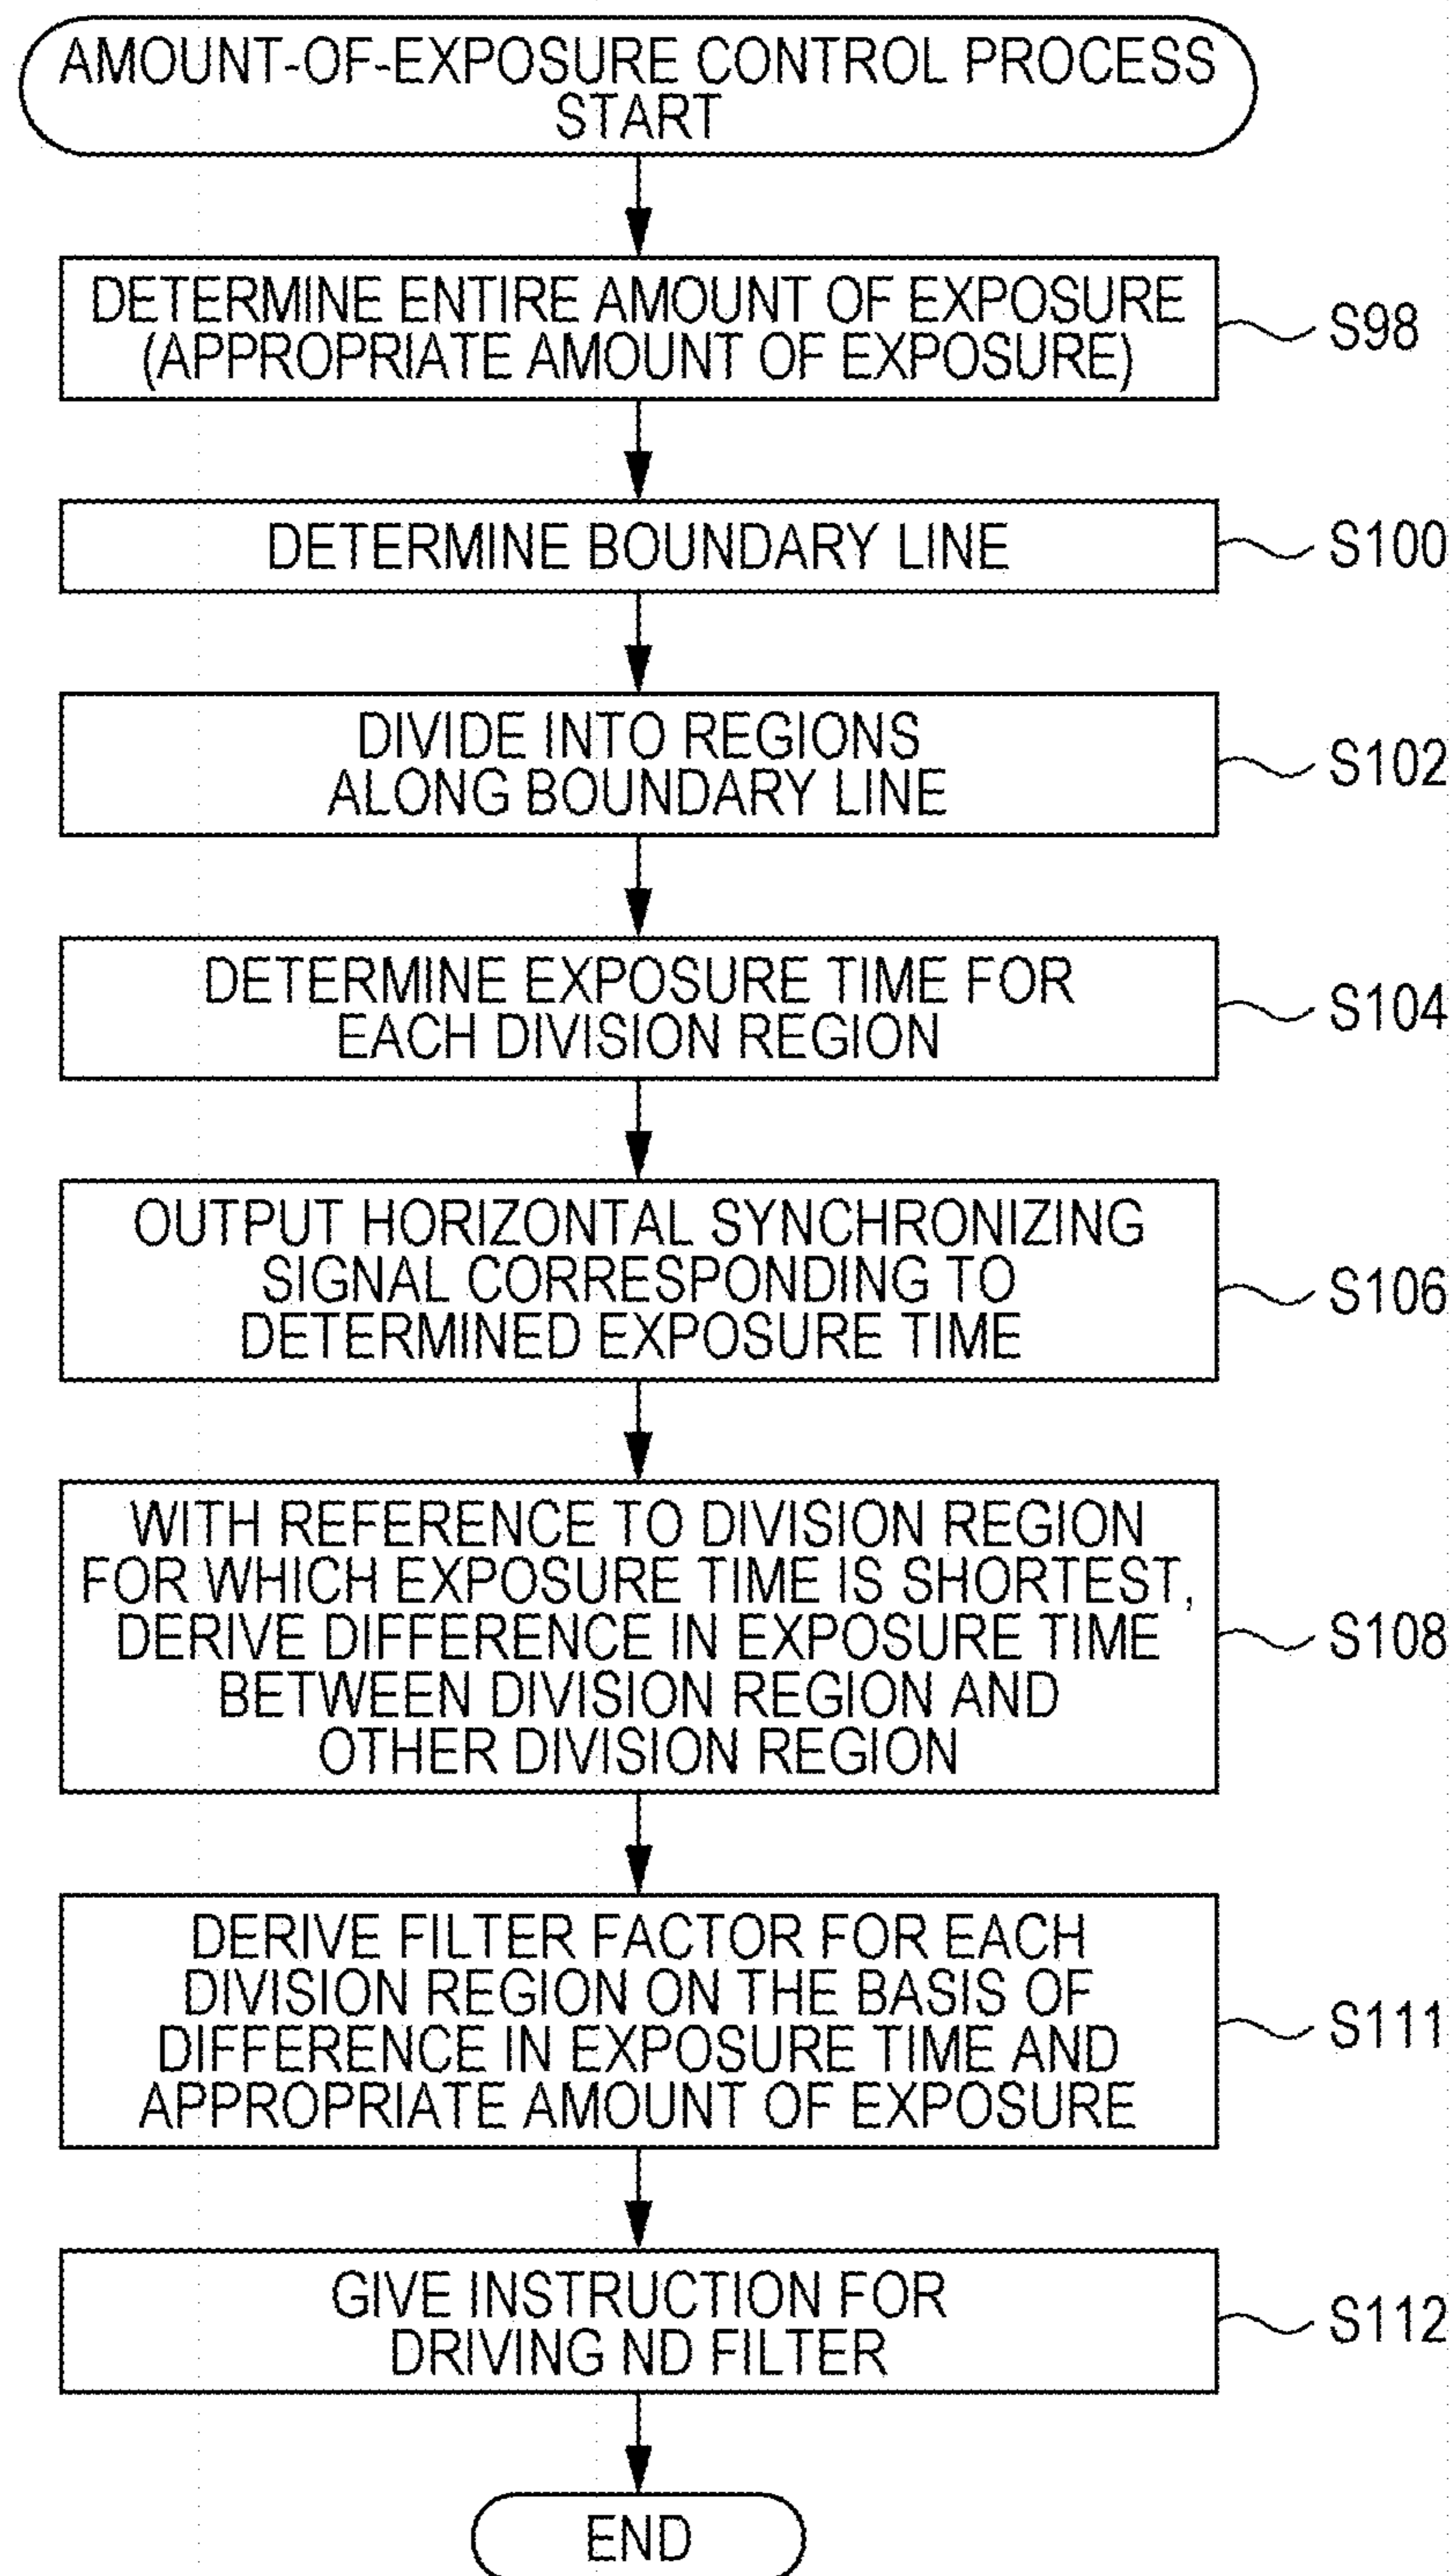 AMOUNT-OF-EXPOSURE CONTROL PROCESS
START
DETERMINE ENTIRE AMOUNT OF EXPOSURE
(APPROPRIATE AMOUNT OF EXPOSURE)
S98
DETERMINE BOUNDARY LINE
S100
DIVIDE INTO REGIONS
ALONG BOUNDARY LINE
S102
DETERMINE EXPOSURE TIME FOR
EACH DIVISION REGION
S104
OUTPUT HORIZONTAL SYNCHRONIZING
SIGNAL CORRESPONDING TO
DETERMINED EXPOSURE TIME
S106
WITH REFERENCE TO DIVISION REGION
FOR WHICH EXPOSURE TIME IS SHORTEST,
DERIVE DIFFERENCE IN EXPOSURE TIME
BETWEEN DIVISION REGION AND
OTHER DIVISION REGION
S108
DERIVE FILTER FACTOR FOR EACH
DIVISION REGION ON THE BASIS OF
DIFFERENCE IN EXPOSURE TIME AND
APPROPRIATE AMOUNT OF EXPOSURE
S111
GIVE INSTRUCTION FOR
DRIVING ND FILTER
S112
END